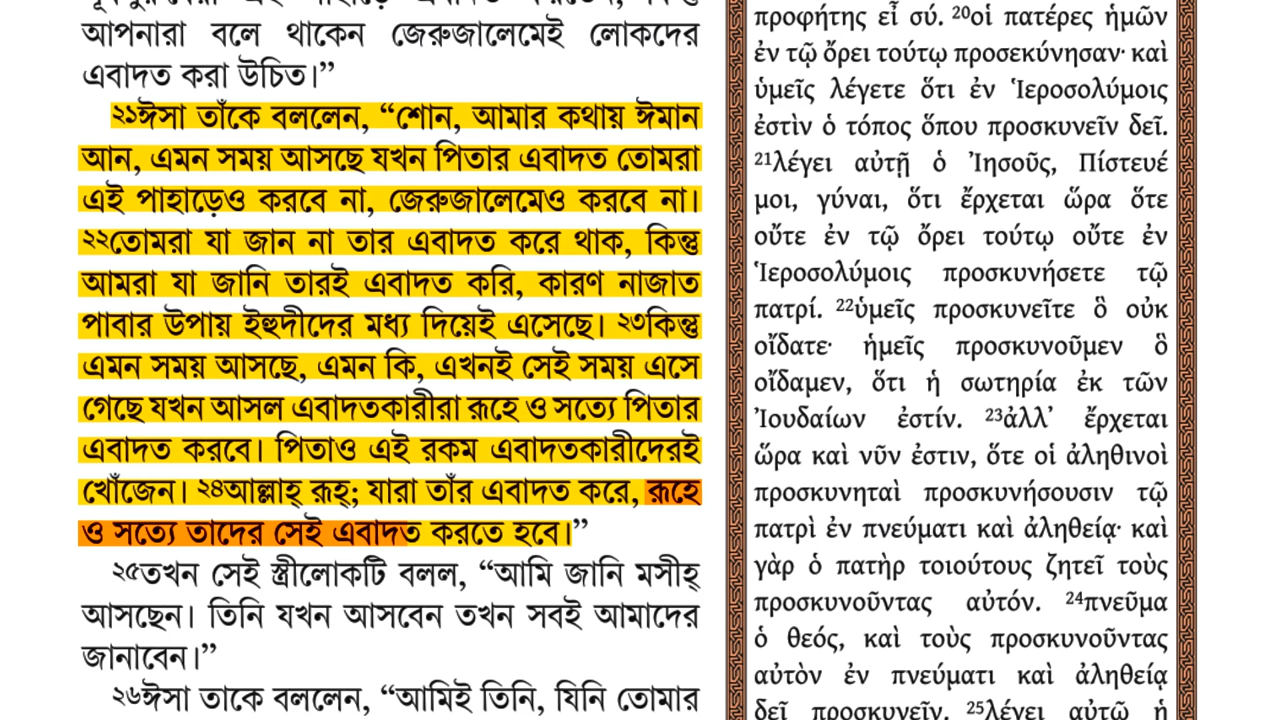 আপনারা বলে থাকেন জেরুজালেমেই লোকদের
এবাদত করা উচিত।”
২১ঈসা তাঁকে বললেন, “শোন, আমার কথায় ঈমান
আন, এমন সময় আসছে যখন পিতার এবাদত তোমরা
এই পাহাড়েও করবে না, জেরুজালেমেও করবে না।
২২তোমরা যা জান না তার এবাদত করে থাক, কিন্তু
আমরা যা জানি তারই এবাদত করি, কারণ নাজাত
পাবার উপায় ইহুদীদের মধ্য দিয়েই এসেছে। ২৩কিন্তু
এমন সময় আসছে, এমন কি, এখনই সেই সময় এসে
গেছে যখন আসল এবাদতকারীরা রূহে ও সত্যে পিতার
এবাদত করবে। পিতাও এই রকম এবাদতকারীদেরই
খোঁজেন। ২৪আল্লাহ্ রূহ্; যারা তাঁর এবাদত করে, রূহে
ও সত্যে তাদের সেই এবাদত করতে হবে।”
২৫তখন সেই স্ত্রীলোকটি বলল, “আমি জানি মসীহ্
আসছেন। তিনি যখন আসবেন তখন সবই আমাদের
জানাবেন।”
২৬ঈসা তাকে বললেন, “আমিই তিনি, যিনি তোমার
προφήτης εἶ σύ. ²⁰οἱ πατέρες ἡμῶν
ἐν τῷ ὄρει τούτῳ προσεκύνησαν· καὶ
ὑμεῖς λέγετε ὅτι ἐν Ἱεροσολύμοις
ἐστὶν ὁ τόπος ὅπου προσκυνεῖν δεῖ.
²¹λέγει αὐτῇ ὁ Ἰησοῦς, Πίστευέ
μοι, γύναι, ὅτι ἔρχεται ὥρα ὅτε
οὔτε ἐν τῷ ὄρει τούτῳ οὔτε ἐν
Ἱεροσολύμοις προσκυνήσετε τῷ
πατρί. ²²ὑμεῖς προσκυνεῖτε ὃ οὐκ
οἴδατε· ἡμεῖς προσκυνοῦμεν ὃ
οἴδαμεν, ὅτι ἡ σωτηρία ἐκ τῶν
Ἰουδαίων ἐστίν. ²³ἀλλʼ ἔρχεται
ὥρα καὶ νῦν ἐστιν, ὅτε οἱ ἀληθινοὶ
προσκυνηταὶ προσκυνήσουσιν τῷ
πατρὶ ἐν πνεύματι καὶ ἀληθείᾳ· καὶ
γὰρ ὁ πατὴρ τοιούτους ζητεῖ τοὺς
προσκυνοῦντας αὐτόν. ²⁴πνεῦμα
ὁ θεός, καὶ τοὺς προσκυνοῦντας
αὐτὸν ἐν πνεύματι καὶ ἀληθείᾳ
δεῖ προσκυνεῖν. ²⁵λέγει αὐτῷ ἡ